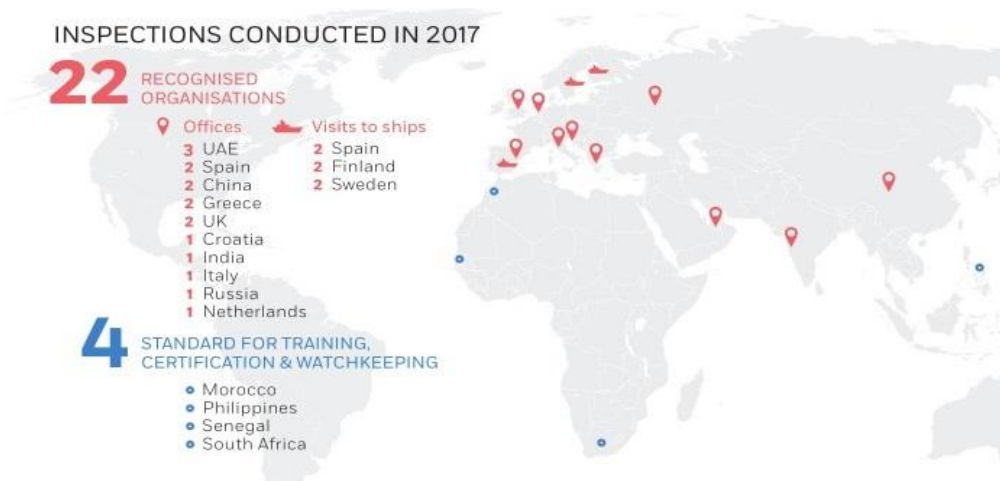 INSPECTIONS CONDUCTED IN 2017
22 RECOGNISED
ORGANISATIONS
Offices
3 UAE
2 Spain
2 China
2 Greece
2 UK
1 Croatia
1 India
1 Italy
1 Russia
1 Netherlands
Visits to ships
2 Spain
2 Finland
2 Sweden
4 STANDARD FOR TRAINING,
CERTIFICATION & WATCHKEEPING
Morocco
Philippines
Senegal
South Africa